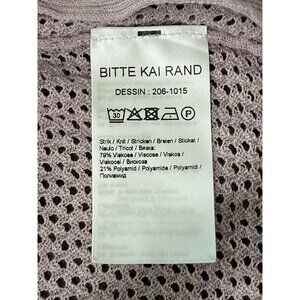 BITTE KAI RAND
DESSIN : 206-1015
30
P
Strik / Knit / Stricken / Breien / Stickat /
Neulo / Tricot / Вязка:
79% Viskose / Viscose / Viskos /
Viskoosi / Вискоза
21% Polyamid / Polyamide / Polyamidi /
Полиамид